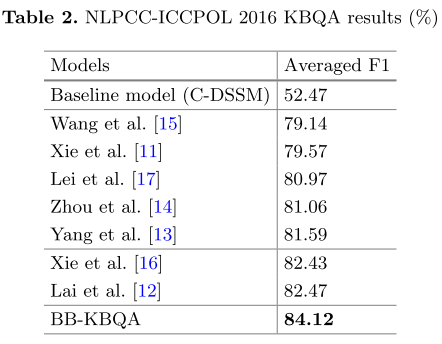 Table 2. NLPCC-ICCPOL 2016 KBQA results (%)
Models Averaged F1
Baseline model (C-DSSM) 52.47
Wang et al. [15] 79.14
Xie et al. [11] 79.57
Lei et al. [17] 80.97
Zhou et al. [14] 81.06
Yang et al. [13] 81.59
Xie et al. [16] 82.43
Lai et al. [12] 82.47
BB-KBQA 84.12